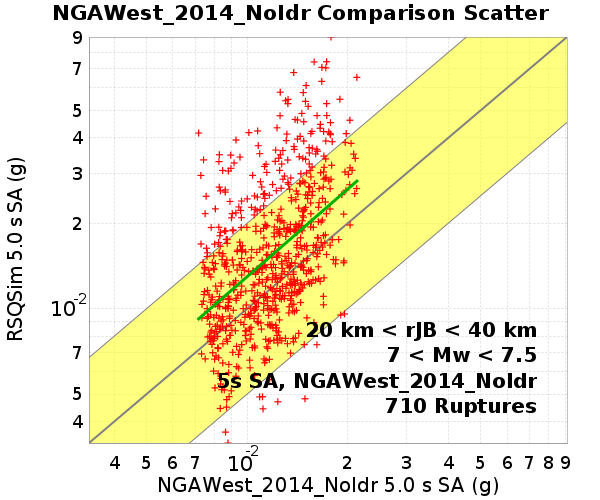 NGAWest_2014_NoIdr Comparison Scatter
9
7
5
4
3
2
10-2
7
5
4
RSQSim 5.0 s SA (g)
20 km < rJB < 40 km
7 < Mw < 7.5
5s SA, NGAWest_2014_NoIdr
710 Ruptures
4 5 6 7 10-2 2 3 4 5 6 7 8 9
NGAWest_2014_NoIdr 5.0 s SA (g)